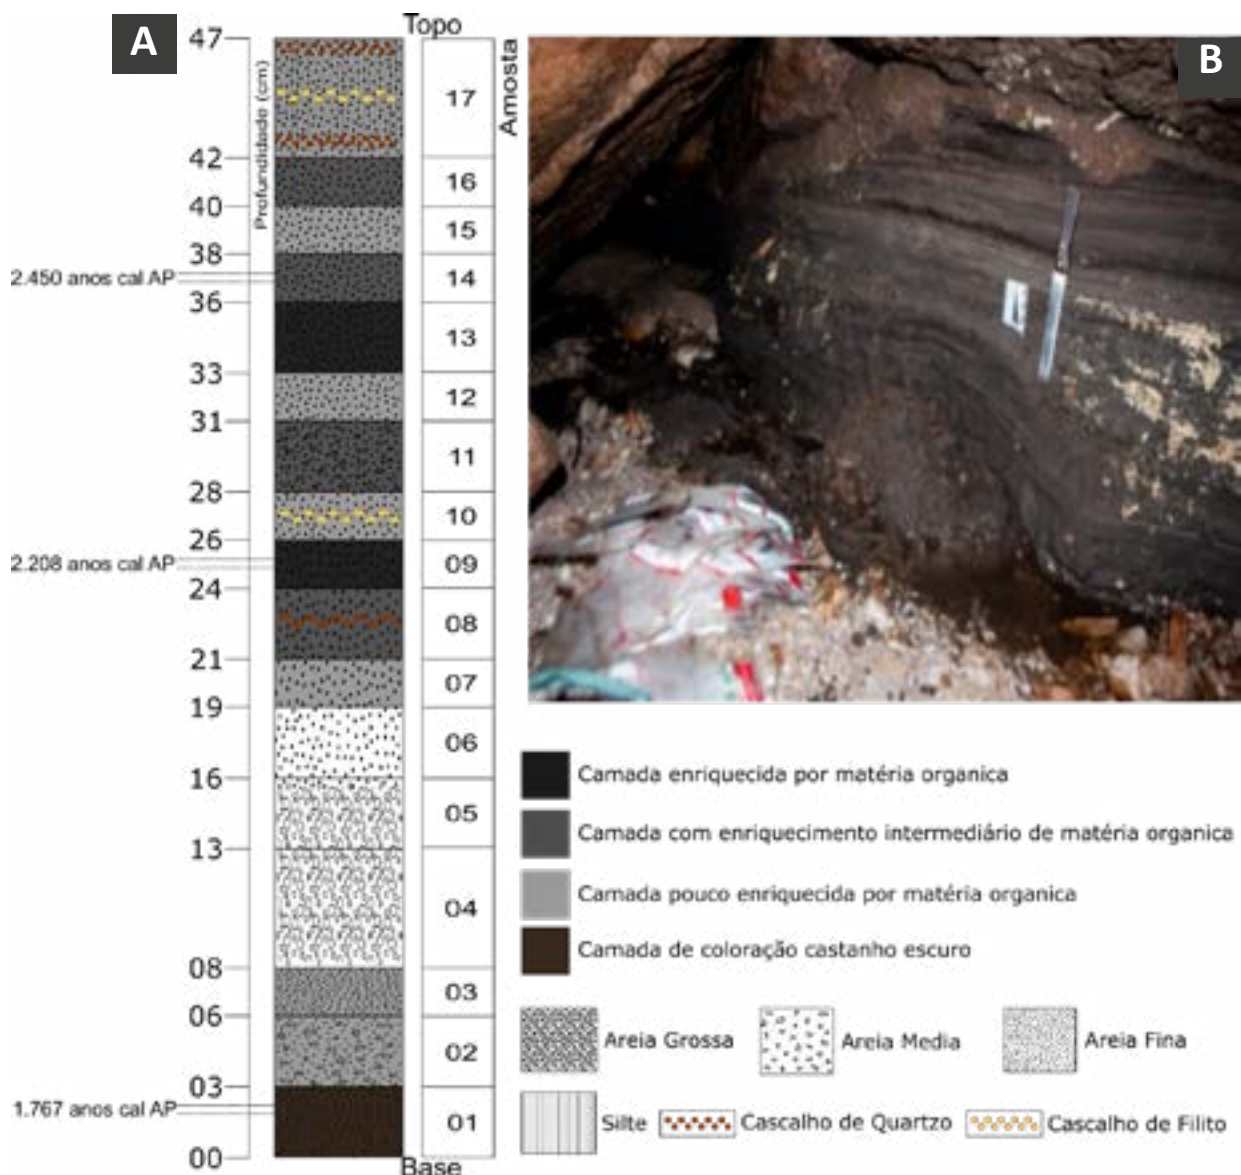 A
B
Topo
Profundidade (cm)
Amosta
47
42
40
38
36
33
31
28
26
24
21
19
16
13
08
06
03
00
2.450 anos cal AP
2.208 anos cal AP
1.767 anos cal AP
17
16
15
14
13
12
11
10
09
08
07
06
05
04
03
02
01
Base
Camada enriquecida por matéria organica
Camada com enriquecimento intermediário de matéria organica
Camada pouco enriquecida por matéria organica
Camada de coloração castanho escuro
Areia Grossa
Areia Media
Areia Fina
Silte
Cascalho de Quartzo
Cascalho de Filito